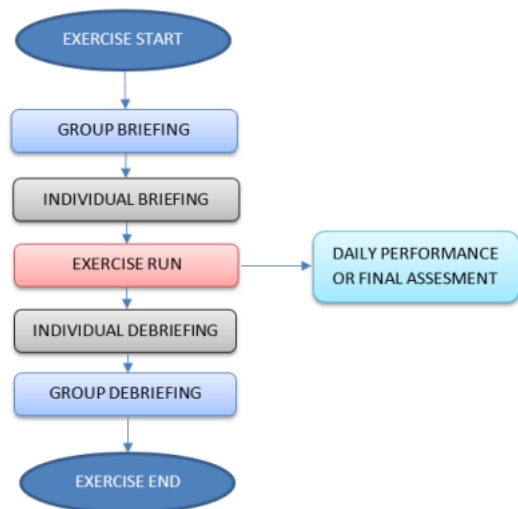 EXERCISE START
GROUP BRIEFING
INDIVIDUAL BRIEFING
EXERCISE RUN
DAILY PERFORMANCE
OR FINAL ASSESMENT
INDIVIDUAL DEBRIEFING
GROUP DEBRIEFING
EXERCISE END